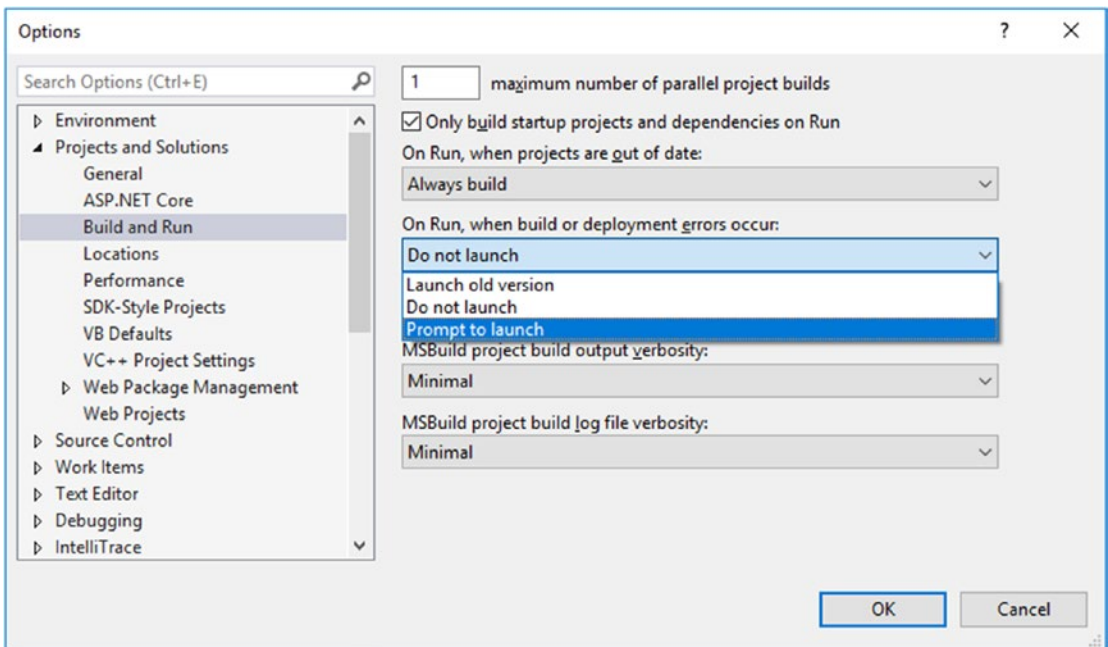 Options
?
Search Options (Ctrl+E)
Environment
Projects and Solutions
General
ASP.NET Core
Build and Run
Locations
Performance
SDK-Style Projects
VB Defaults
VC++ Project Settings
Web Package Management
Web Projects
Source Control
Work Items
Text Editor
Debugging
IntelliTrace
1 maximum number of parallel project builds
Only build startup projects and dependencies on Run
On Run, when projects are out of date:
Always build
On Run, when build or deployment errors occur:
Do not launch
Launch old version
Do not launch
Prompt to launch
MSBuild project build output verbosity:
Minimal
MSBuild project build log file verbosity:
Minimal
OK Cancel